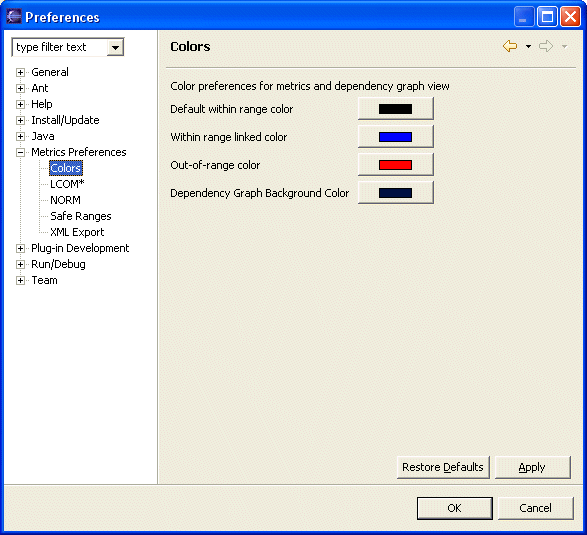 Preferences
type filter text
General
Ant
Help
Install/Update
Java
Metrics Preferences
Colors
LCOM*
NORM
Safe Ranges
XML Export
Plug-in Development
Run/Debug
Team
Colors
Color preferences for metrics and dependency graph view
Default within range color
Within range linked color
Out-of-range color
Dependency Graph Background Color
Restore Defaults
Apply
OK
Cancel